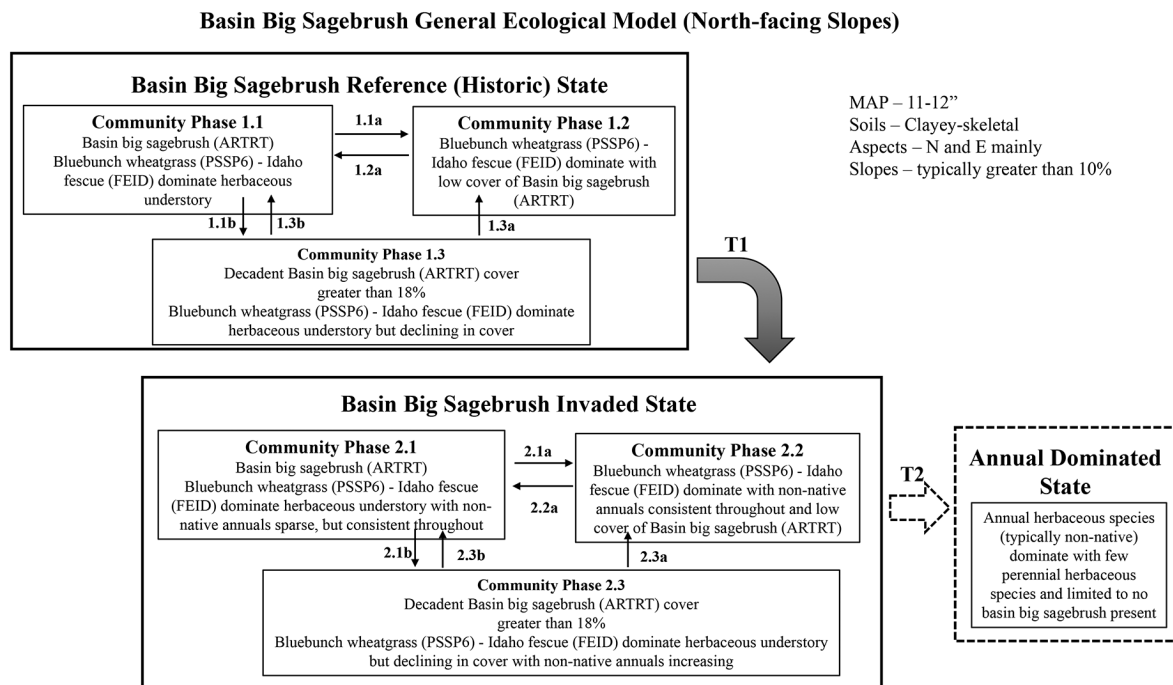 Basin Big Sagebrush General Ecological Model (North-facing Slopes)
Basin Big Sagebrush Reference (Historic) State
Community Phase 1.1
Basin big sagebrush (ARTRT)
Bluebunch wheatgrass (PSSP6) - Idaho
fescue (FEID) dominate herbaceous
understory
1.1a
1.2a
Community Phase 1.2
Bluebunch wheatgrass (PSSP6) -
Idaho fescue (FEID) dominate with
low cover of Basin big sagebrush
(ARTRT)
1.1b
1.3b
1.3a
Community Phase 1.3
Decadent Basin big sagebrush (ARTRT) cover
greater than 18%
Bluebunch wheatgrass (PSSP6) - Idaho fescue (FEID) dominate
herbaceous understory but declining in cover
MAP – 11-12”
Soils – Clayey-skeletal
Aspects – N and E mainly
Slopes – typically greater than 10%
T1
Basin Big Sagebrush Invaded State
Community Phase 2.1
Basin big sagebrush (ARTRT)
Bluebunch wheatgrass (PSSP6) - Idaho fescue
(FEID) dominate herbaceous understory with non-
native annuals sparse, but consistent throughout
2.1a
2.2a
Community Phase 2.2
Bluebunch wheatgrass (PSSP6) - Idaho
fescue (FEID) dominate with non-native
annuals consistent throughout and low
cover of Basin big sagebrush (ARTRT)
2.1b
2.3b
2.3a
Community Phase 2.3
Decadent Basin big sagebrush (ARTRT) cover
greater than 18%
Bluebunch wheatgrass (PSSP6) - Idaho fescue (FEID) dominate herbaceous understory
but declining in cover with non-native annuals increasing
T2
Annual Dominated
State
Annual herbaceous species
(typically non-native)
dominate with few
perennial herbaceous
species and limited to no
basin big sagebrush present